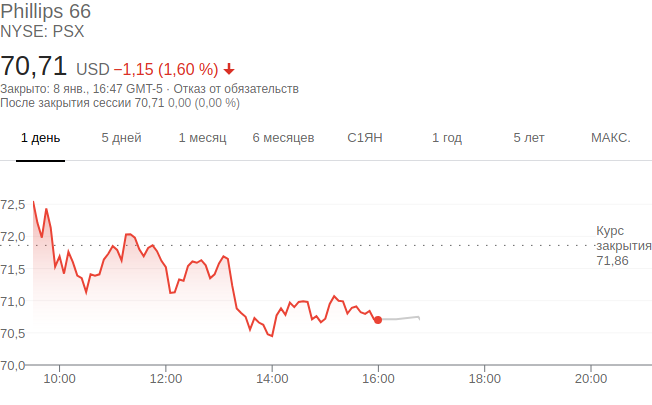 Phillips 66
NYSE: PSX
70,71 USD −1,15 (1,60 %)
Закрыто: 8 янв., 16:47 GMT-5 · Отказ от обязательств
После закрытия сессии 70,71 0,00 (0,00 %)
1 день 5 дней 1 месяц 6 месяцев С1ЯН 1 год 5 лет МАКС.
72,5
72,0
71,5
71,0
70,5
70,0
Курс
закрытия
71,86
10:00 12:00 14:00 16:00 18:00 20:00